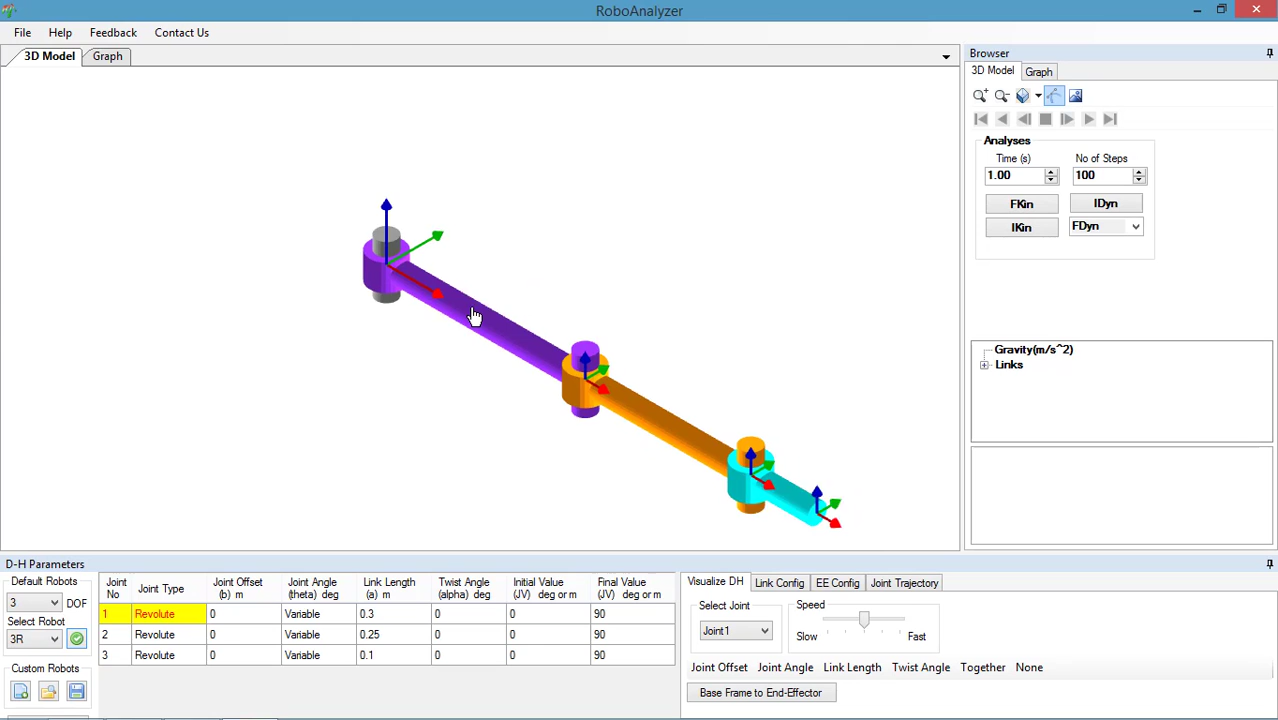 RoboAnalyzer
File Help Feedback Contact Us
3D Model Graph
Browser
3D Model Graph
Analyses
Time (s) No of Steps
1.00 100
FKin IDyn
IKin FDyn
Gravity(m/s^2)
Links
D-H Parameters
Default Robots
3 DOF
Select Robot
3R
Custom Robots
Joint No Joint Type Joint Offset (b) m Joint Angle (theta) deg Link Length (a) m Twist Angle (alpha) deg Initial Value (JV) deg or m Final Value (JV) deg or m
1 Revolute 0 Variable 0.3 0 0 90
2 Revolute 0 Variable 0.25 0 0 90
3 Revolute 0 Variable 0.1 0 0 90
Visualize DH Link Config EE Config Joint Trajectory
Select Joint
Joint1
Speed
Slow Fast
Joint Offset Joint Angle Link Length Twist Angle Together None
Base Frame to End-Effector